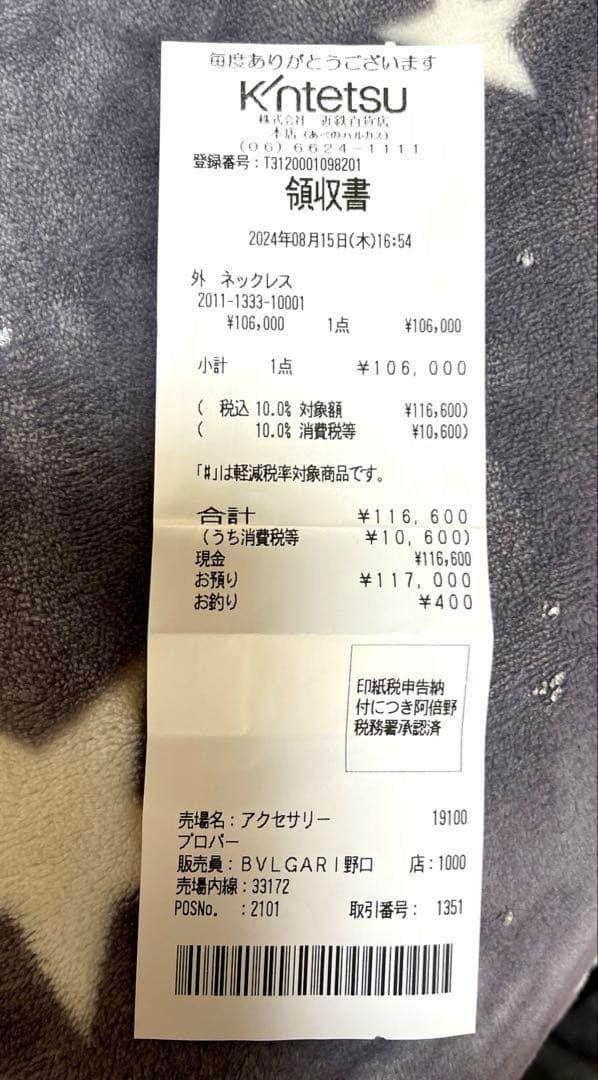 毎度ありがとうございます
Kintetsu
株式会社 近鉄百貨店
本店 (あべのハルカス)
(06) 6624-1111
登録番号:T3120001098201
領収書
2024年08月15日(木)16:54
外 ネックレス
2011-1333-10001
¥106,000 1点 ¥106,000
小計 1点 ¥106,000
( 税込 10.0% 対象額 ¥116,600)
( 10.0% 消費税等 ¥10,600)
「#」は軽減税率対象商品です。
合計 ¥116,600
(うち消費税等 ¥10,600)
現金 ¥116,600
お預り ¥117,000
お釣り ¥400
印紙税申告納
付につき阿倍野
税務署承認済
売場名:アクセサリー 19100
プロパー
販売員:BVLGARI野口 店:1000
売場内線:33172
POSNo. :2101 取引番号: 1351